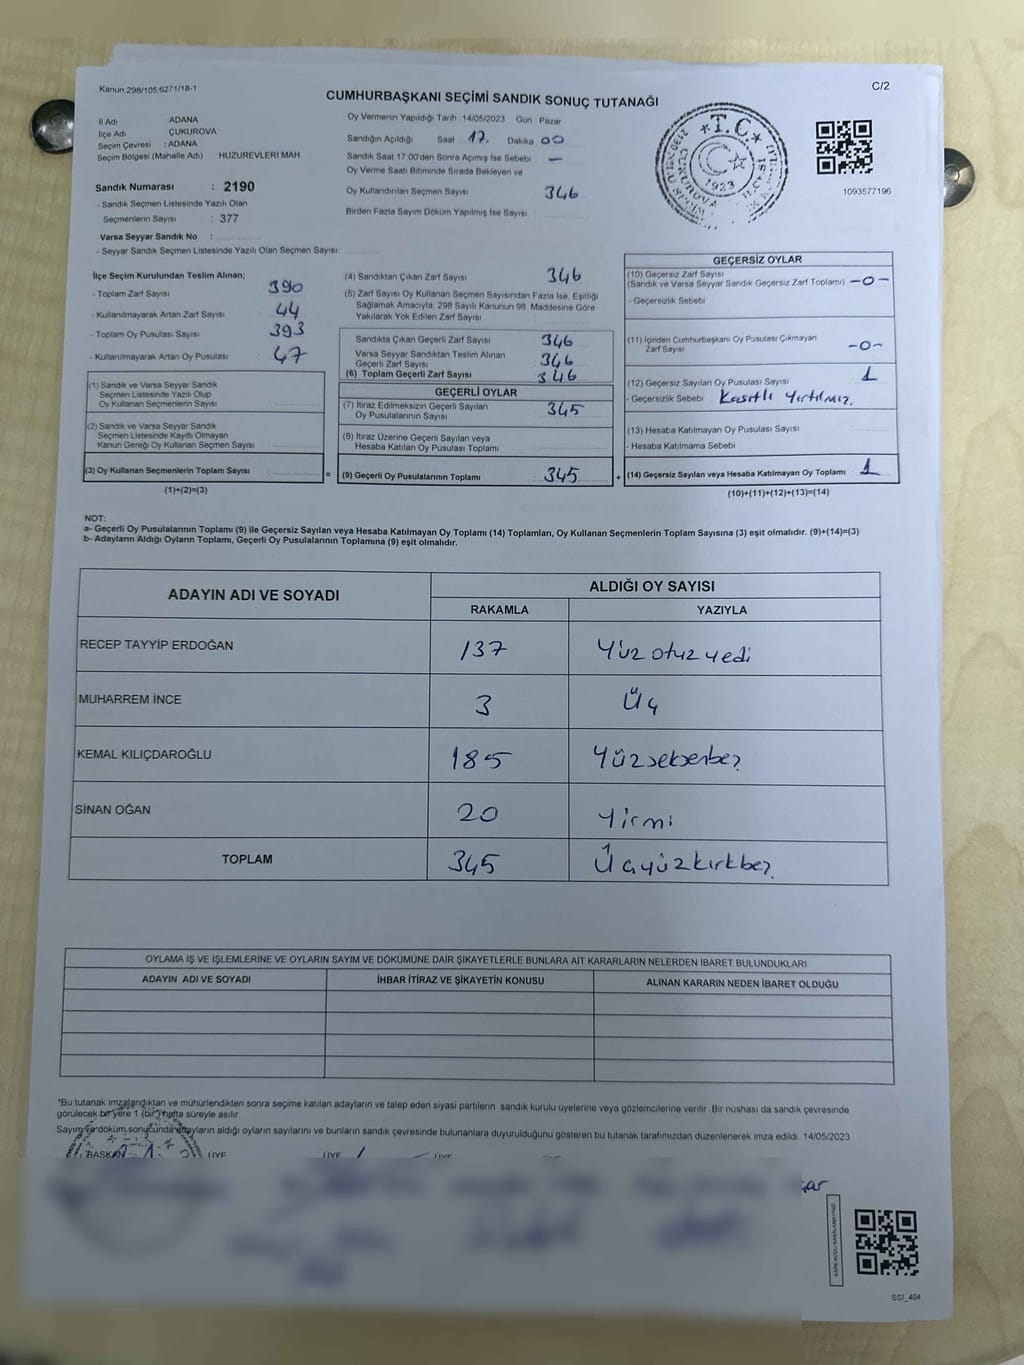 Kanun 298/105,6271/18-1
C/2
CUMHURBAŞKANI SEÇİMİ SANDIK SONUÇ TUTANAĞI
İl Adı ADANA
İlçe Adı ÇUKUROVA
Seçim Çevresi : ADANA
Seçim Bölgesi (Mahalle Adı) HUZUREVLERİ MAH.
Sandık Numarası : 2190
- Sandık Seçmen Listesinde Yazılı Olan
Seçmenlerin Sayısı : 377
Varsa Seyyar Sandık No :
- Seyyar Sandık Seçmen Listesinde Yazılı Olan Seçmen Sayısı:
Oy Vermenin Yapıldığı Tarih : 14/05/2023 Gün Pazar
Sandığın Açıldığı Saat 17. Dakika 00
Sandık Saat 17:00'den Sonra Açımış İse Sebebi –
Oy Verme Saati Bitiminde Sırada Bekleyen ve
Oy Kullandırılan Seçmen Sayısı 346
Birden Fazla Sayım Döküm Yapılmış İse Sayısı
T.C.
ÇUKUROVA
1923
1093577196
İlçe Seçim Kurulundan Teslim Alınan;
- Toplam Zarf Sayısı 390
- Kullanılmayarak Artan Zarf Sayısı 44
- Toplam Oy Pusulası Sayısı 393
- Kullanılmayarak Artan Oy Pusulası 47
(1) Sandık ve Varsa Seyyar Sandık
Seçmen Listesinde Yazılı Olup
Oy Kullanan Seçmenlerin Sayısı
(2) Sandık ve Varsa Seyyar Sandık
Seçmen Listesinde Kayıtlı Olmayan
Kanun Gereği Oy Kullanan Seçmen Sayısı
(3) Oy Kullanan Seçmenlerin Toplam Sayısı =
(1)+(2)=(3)
(4) Sandıktan Çıkan Zarf Sayısı 346
(5) Zarf Sayısı Oy Kullanan Seçmen Sayısından Fazla İse, Eşitliği
Sağlamak Amacıyla, 298 Sayılı Kanunun 98. Maddesine Göre
Yakılarak Yok Edilen Zarf Sayısı
Sandıkta Çıkan Geçerli Zarf Sayısı 346
Varsa Seyyar Sandıktan Teslim Alınan
Geçerli Zarf Sayısı 346
(6) Toplam Geçerli Zarf Sayısı 346
GEÇERLİ OYLAR
(7) İtiraz Edilmeksizin Geçerli Sayılan
Oy Pusulalarının Sayısı 345
(8) İtiraz Üzerine Geçerli Sayılan veya
Hesaba Katılan Oy Pusulaları Toplamı
(9) Geçerli Oy Pusulalarının Toplamı 345 +
GEÇERSİZ OYLAR
(10) Geçersiz Zarf Sayısı
(Sandık ve Varsa Seyyar Sandık Geçersiz Zarf Toplamı) -0-
- Geçersizlik Sebebi
(11) İçinden Cumhurbaşkanı Oy Pusulası Çıkmayan
Zarf Sayısı -0-
(12) Geçersiz Sayılan Oy Pusulası Sayısı 1
- Geçersizlik Sebebi Kasıtlı yırtılmış.
(13) Hesaba Katılmayan Oy Pusulası Sayısı
- Hesaba Katılmama Sebebi
(14) Geçersiz Sayılan veya Hesaba Katılmayan Oy Toplamı 1
(10)+(11)+(12)+(13)=(14)
NOT:
a- Geçerli Oy Pusulalarının Toplamı (9) ile Geçersiz Sayılan veya Hesaba Katılmayan Oy Toplamı (14) Toplamları, Oy Kullanan Seçmenlerin Toplam Sayısına (3) eşit olmalıdır. (9)+(14)=(3)
b- Adayların Aldığı Oyların Toplamı, Geçerli Oy Pusulalarının Toplamına (9) eşit olmalıdır.
ADAYIN ADI VE SOYADI ALDIĞI OY SAYISI
RAKAMLA YAZIYLA
RECEP TAYYİP ERDOĞAN 137 Yüz otuz yedi
MUHARREM İNCE 3 Üç
KEMAL KILIÇDAROĞLU 185 Yüzseksenbeş
SİNAN OĞAN 20 Yirmi
TOPLAM 345 Üçyüzkırkbeş
OYLAMA İŞ VE İŞLEMLERİNE VE OYLARIN SAYIM VE DÖKÜMÜNE DAİR ŞİKAYETLERLE BUNLARA AİT KARARLARIN NELERDEN İBARET BULUNDUKLARI
ADAYIN ADI VE SOYADI İHBAR İTİRAZ VE ŞİKAYETİN KONUSU ALINAN KARARIN NEDEN İBARET OLDUĞU
*Bu tutanak imzalandıktan ve mühürlendikten sonra seçime katılan adayların ve talep eden siyasi partilerin sandık kurulu üyelerine veya gözlemcilerine verilir. Bir nüshası da sandık çevresinde
görülecek bir yere 1 (bir) hafta süreyle asılır.
Sayım ve döküm sonucunda adayların aldığı oyların sayılarını ve bunların sandık çevresinde bulunanlara duyurulduğunu gösteren bu tutanak tarafımızdan düzenlenerek imza edildi. 14/05/2023
BAŞKAN ÜYE ÜYE ÜYE
SSI_404